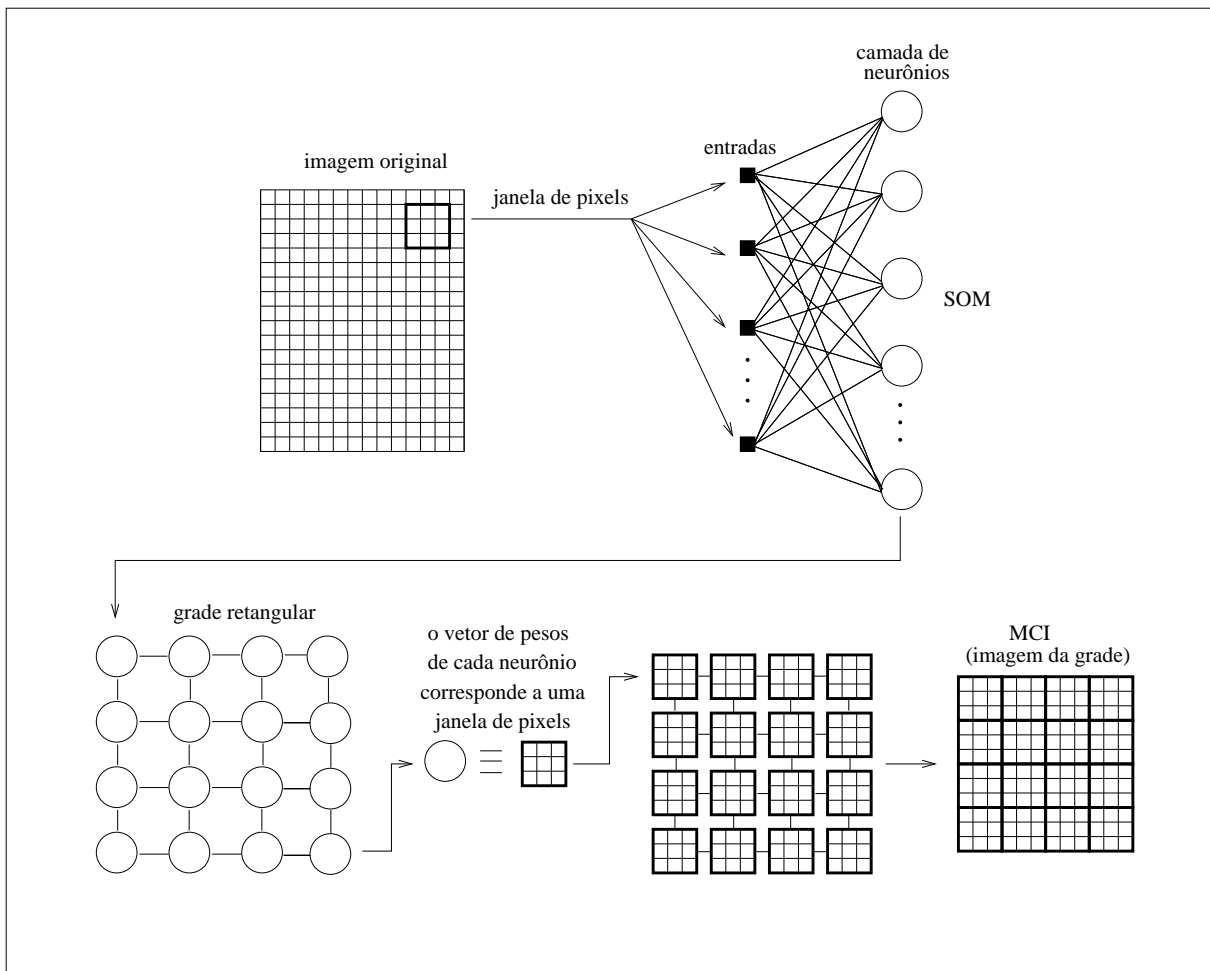 camada de
neurônios
entradas
imagem original
janela de pixels
SOM
grade retangular
o vetor de pesos
de cada neurônio
corresponde a uma
janela de pixels
MCI
(imagem da grade)